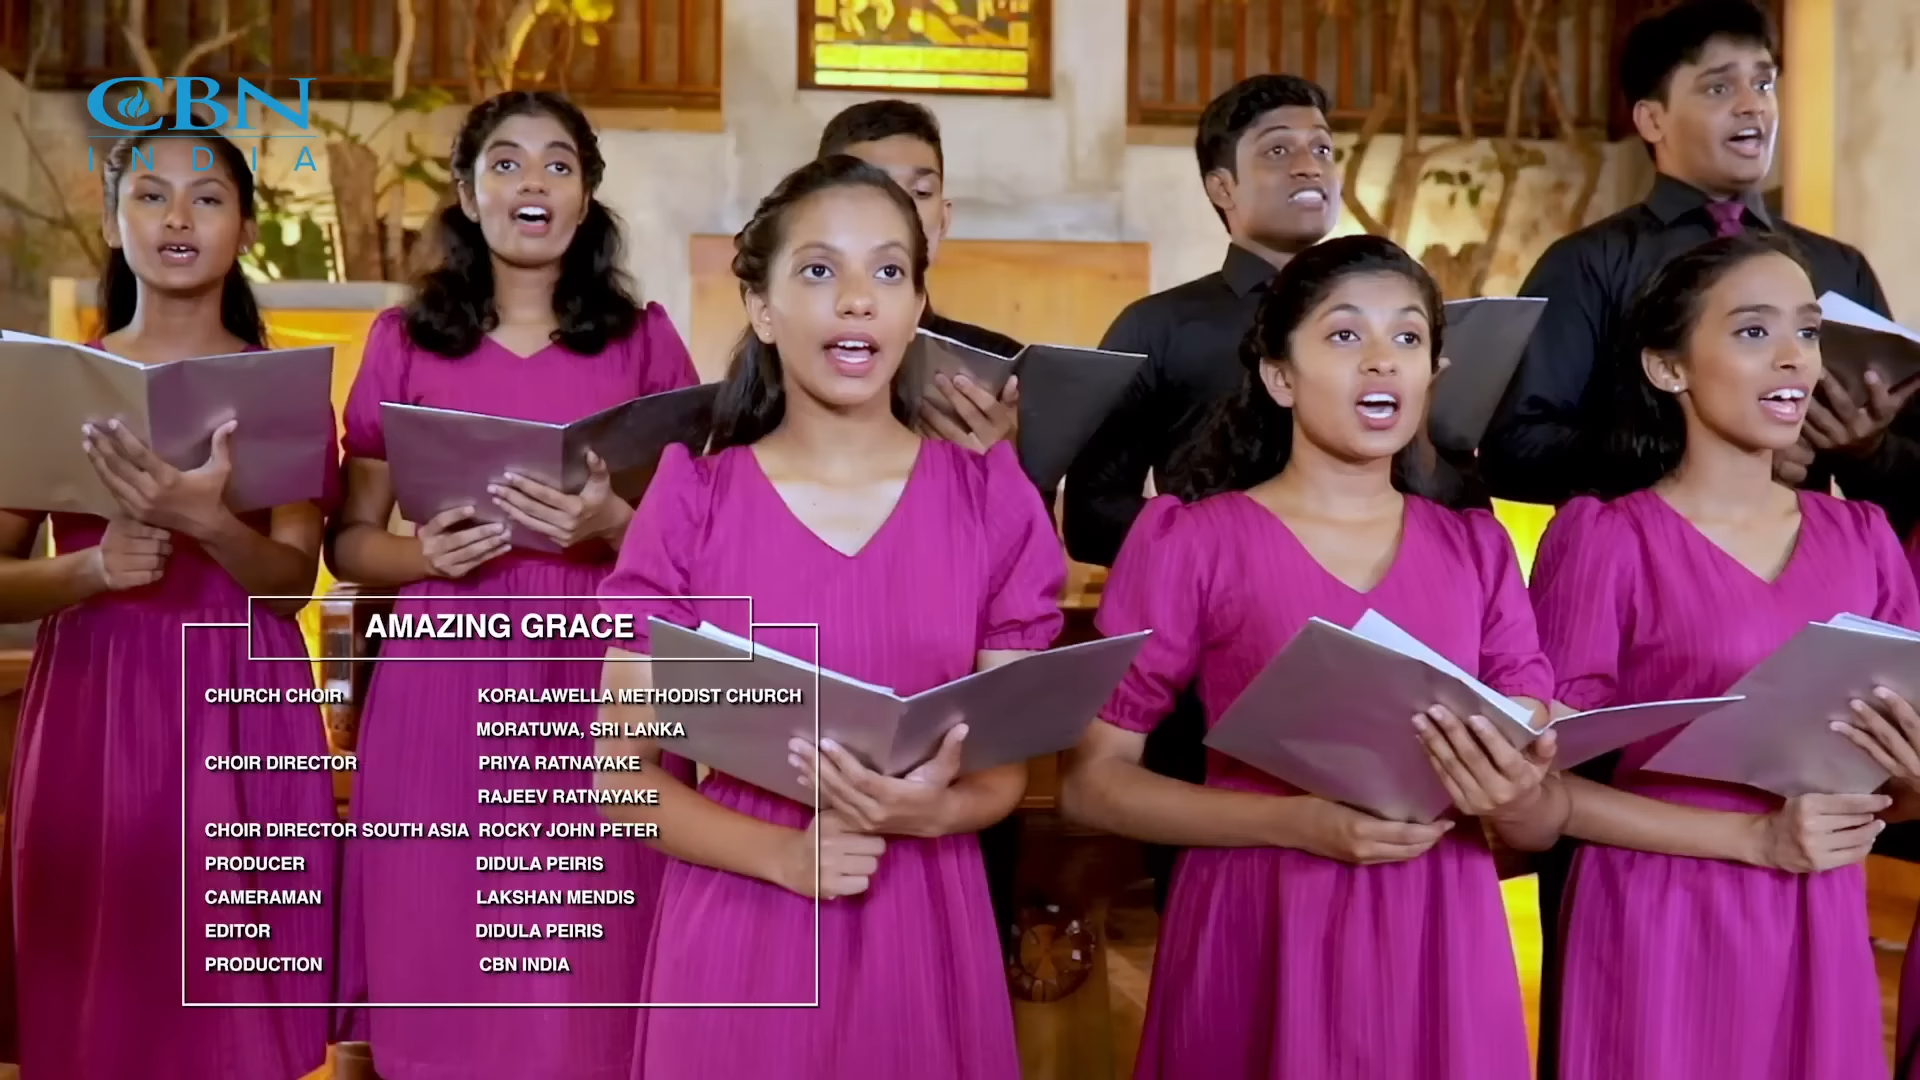 CBN
INDIA
AMAZING GRACE
CHURCH CHOIR KORALAWELLA METHODIST CHURCH
MORATUWA, SRI LANKA
CHOIR DIRECTOR PRIYA RATNAYAKE
RAJEEV RATNAYAKE
CHOIR DIRECTOR SOUTH ASIA ROCKY JOHN PETER
PRODUCER DIDULA PEIRIS
CAMERAMAN LAKSHAN MENDIS
EDITOR DIDULA PEIRIS
PRODUCTION CBN INDIA